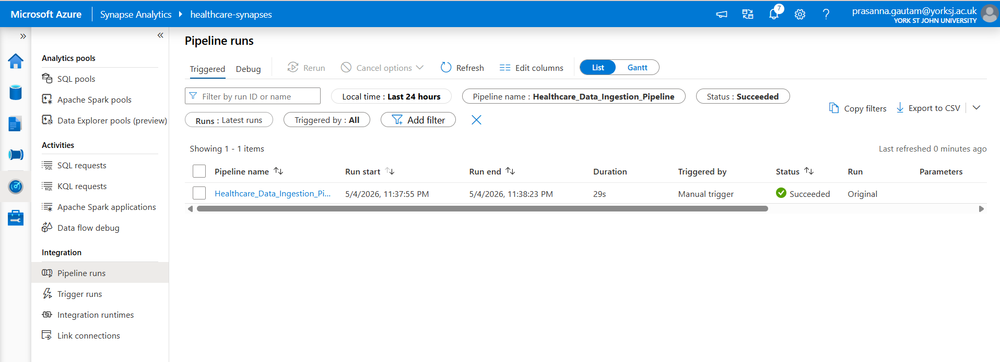 Microsoft Azure
Synapse Analytics
healthcare-synapses
7
prasanna.gautam@yorksj.ac.uk
YORK ST JOHN UNIVERSITY
Analytics pools
SQL pools
Apache Spark pools
Data Explorer pools (preview)
Activities
SQL requests
KQL requests
Apache Spark applications
Data flow debug
Integration
Pipeline runs
Trigger runs
Integration runtimes
Link connections
Pipeline runs
Triggered Debug Rerun Cancel options Refresh Edit columns List Gantt
Filter by run ID or name Local time : Last 24 hours Pipeline name : Healthcare_Data_Ingestion_Pipeline Status : Succeeded
Runs : Latest runs Triggered by : All Add filter
Copy filters Export to CSV
Showing 1 - 1 items
Last refreshed 0 minutes ago
Pipeline name Run start Run end Duration Triggered by Status Run Parameters
Healthcare_Data_Ingestion_Pi... 5/4/2026, 11:37:55 PM 5/4/2026, 11:38:23 PM 29s Manual trigger Succeeded Original